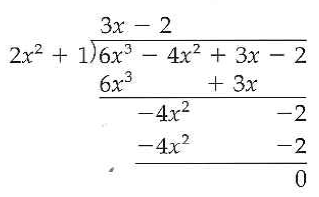 3x − 2
2x² + 1)6x³ − 4x² + 3x − 2
6x³ + 3x
−4x² −2
−4x² −2
0